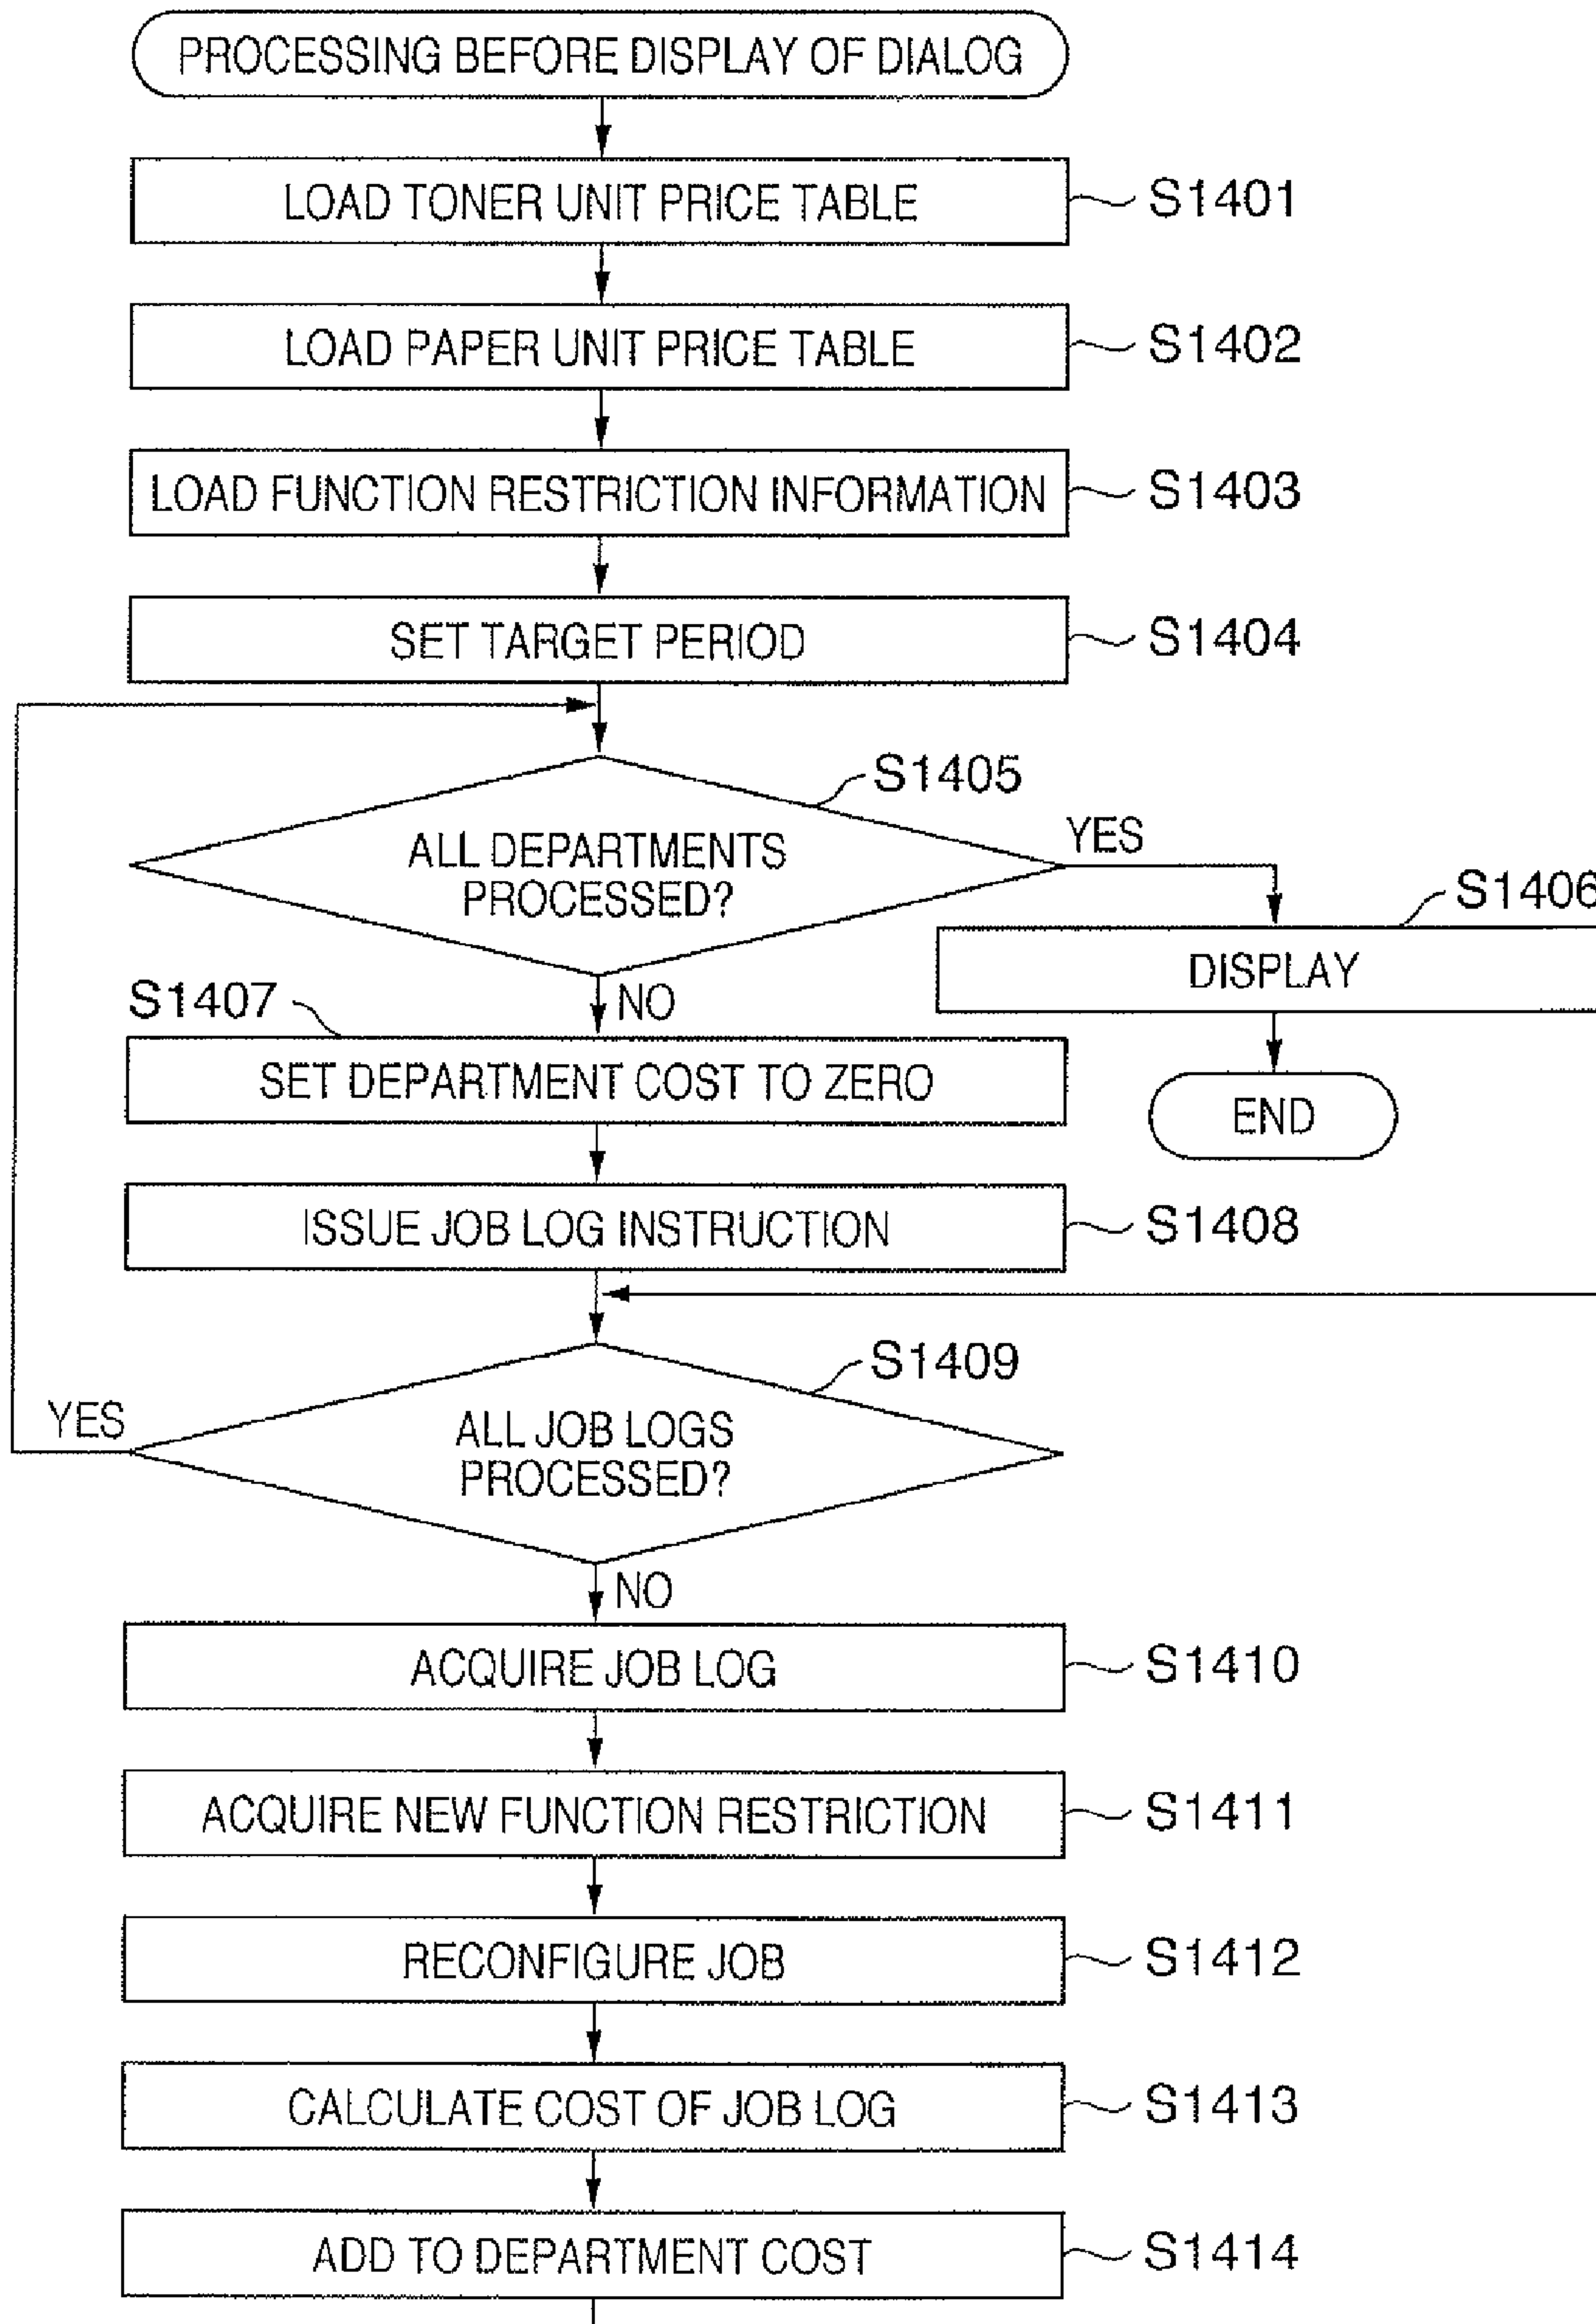 PROCESSING BEFORE DISPLAY OF DIALOG
LOAD TONER UNIT PRICE TABLE
S1401
LOAD PAPER UNIT PRICE TABLE
S1402
LOAD FUNCTION RESTRICTION INFORMATION
S1403
SET TARGET PERIOD
S1404
S1405
ALL DEPARTMENTS
PROCESSED?
YES
S1406
DISPLAY
END
NO
S1407
SET DEPARTMENT COST TO ZERO
ISSUE JOB LOG INSTRUCTION
S1408
S1409
ALL JOB LOGS
PROCESSED?
YES
NO
ACQUIRE JOB LOG
S1410
ACQUIRE NEW FUNCTION RESTRICTION
S1411
RECONFIGURE JOB
S1412
CALCULATE COST OF JOB LOG
S1413
ADD TO DEPARTMENT COST
S1414